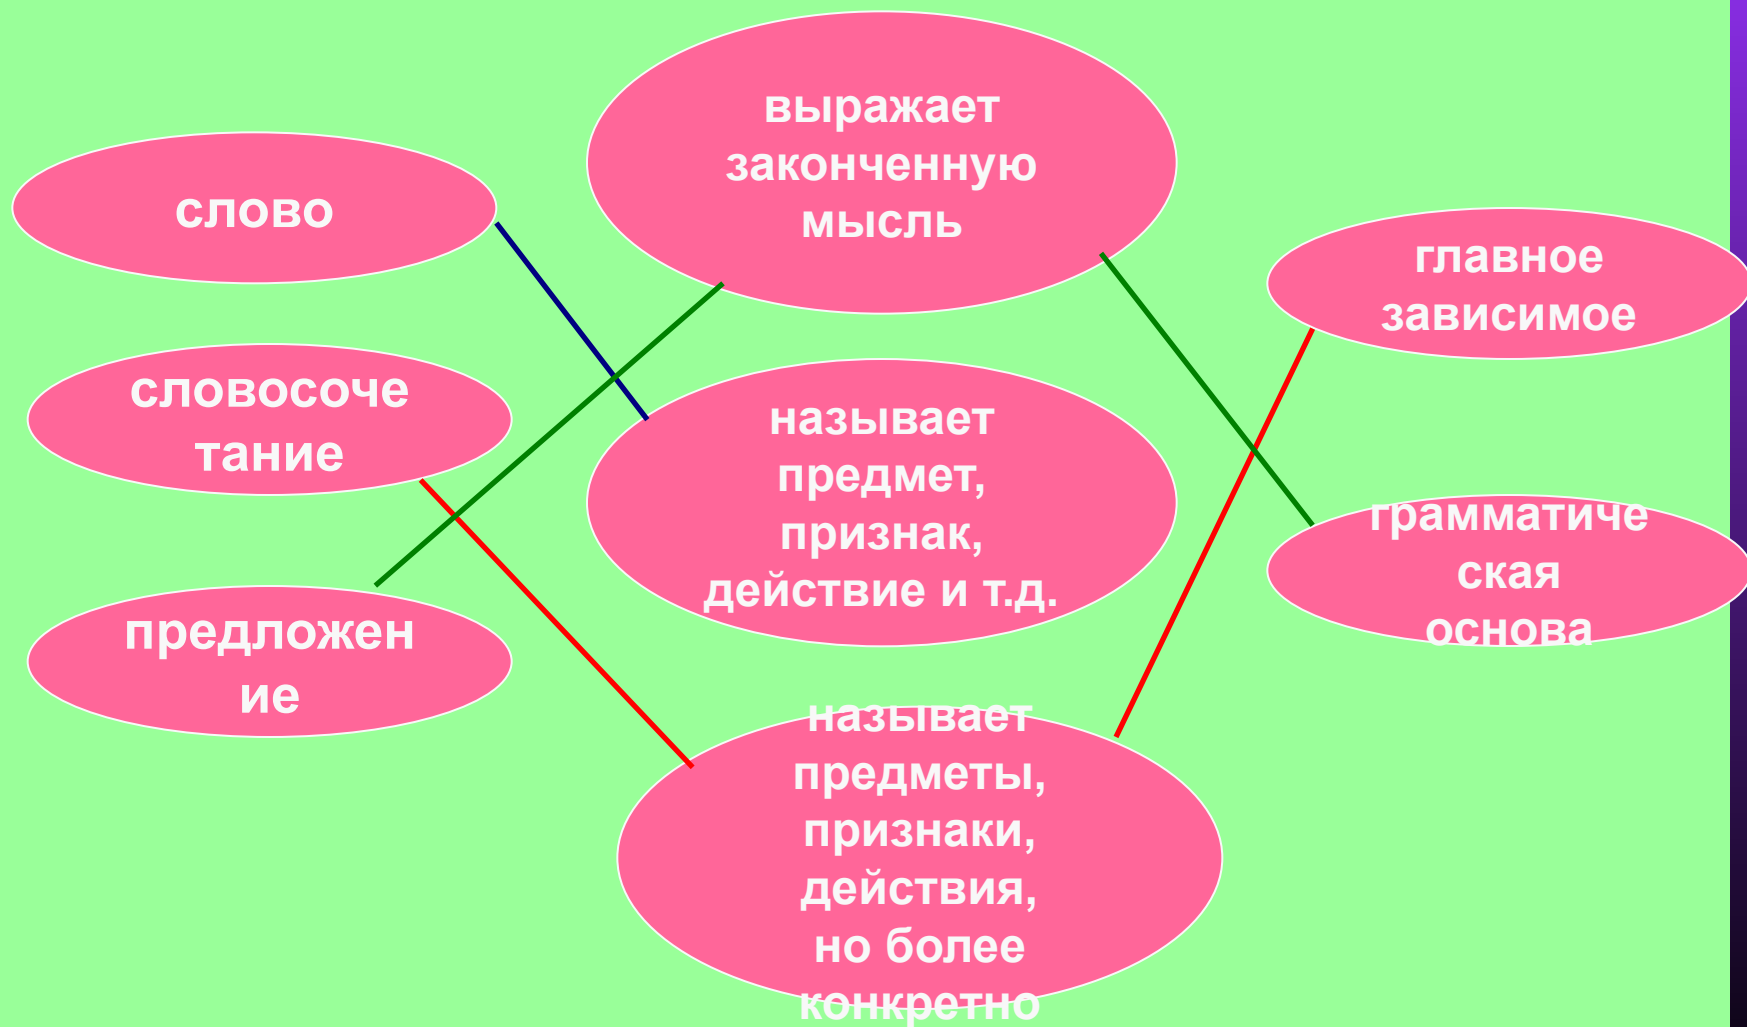 слово
словосоче
тание
предложен
ие
выражает
законченную
мысль
называет
предмет,
признак,
действие и т.д.
называет
предметы,
признаки,
действия,
но более
конкретно
главное
зависимое
грамматиче
ская
основа